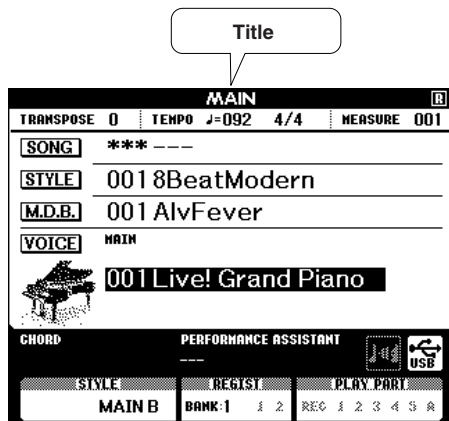 Title
MAIN R
TRANSPOSE 0 TEMPO ♩=092 4/4 MEASURE 001
SONG ***---
STYLE 001 8BeatModern
M.D.B. 001 AlvFever
VOICE MAIN
001 Live! Grand Piano
CHORD PERFORMANCE ASSISTANT
---
USB
STYLE REGIST PLAY PART
MAIN B BANK:1 1 2 REC 1 2 3 4 5 A